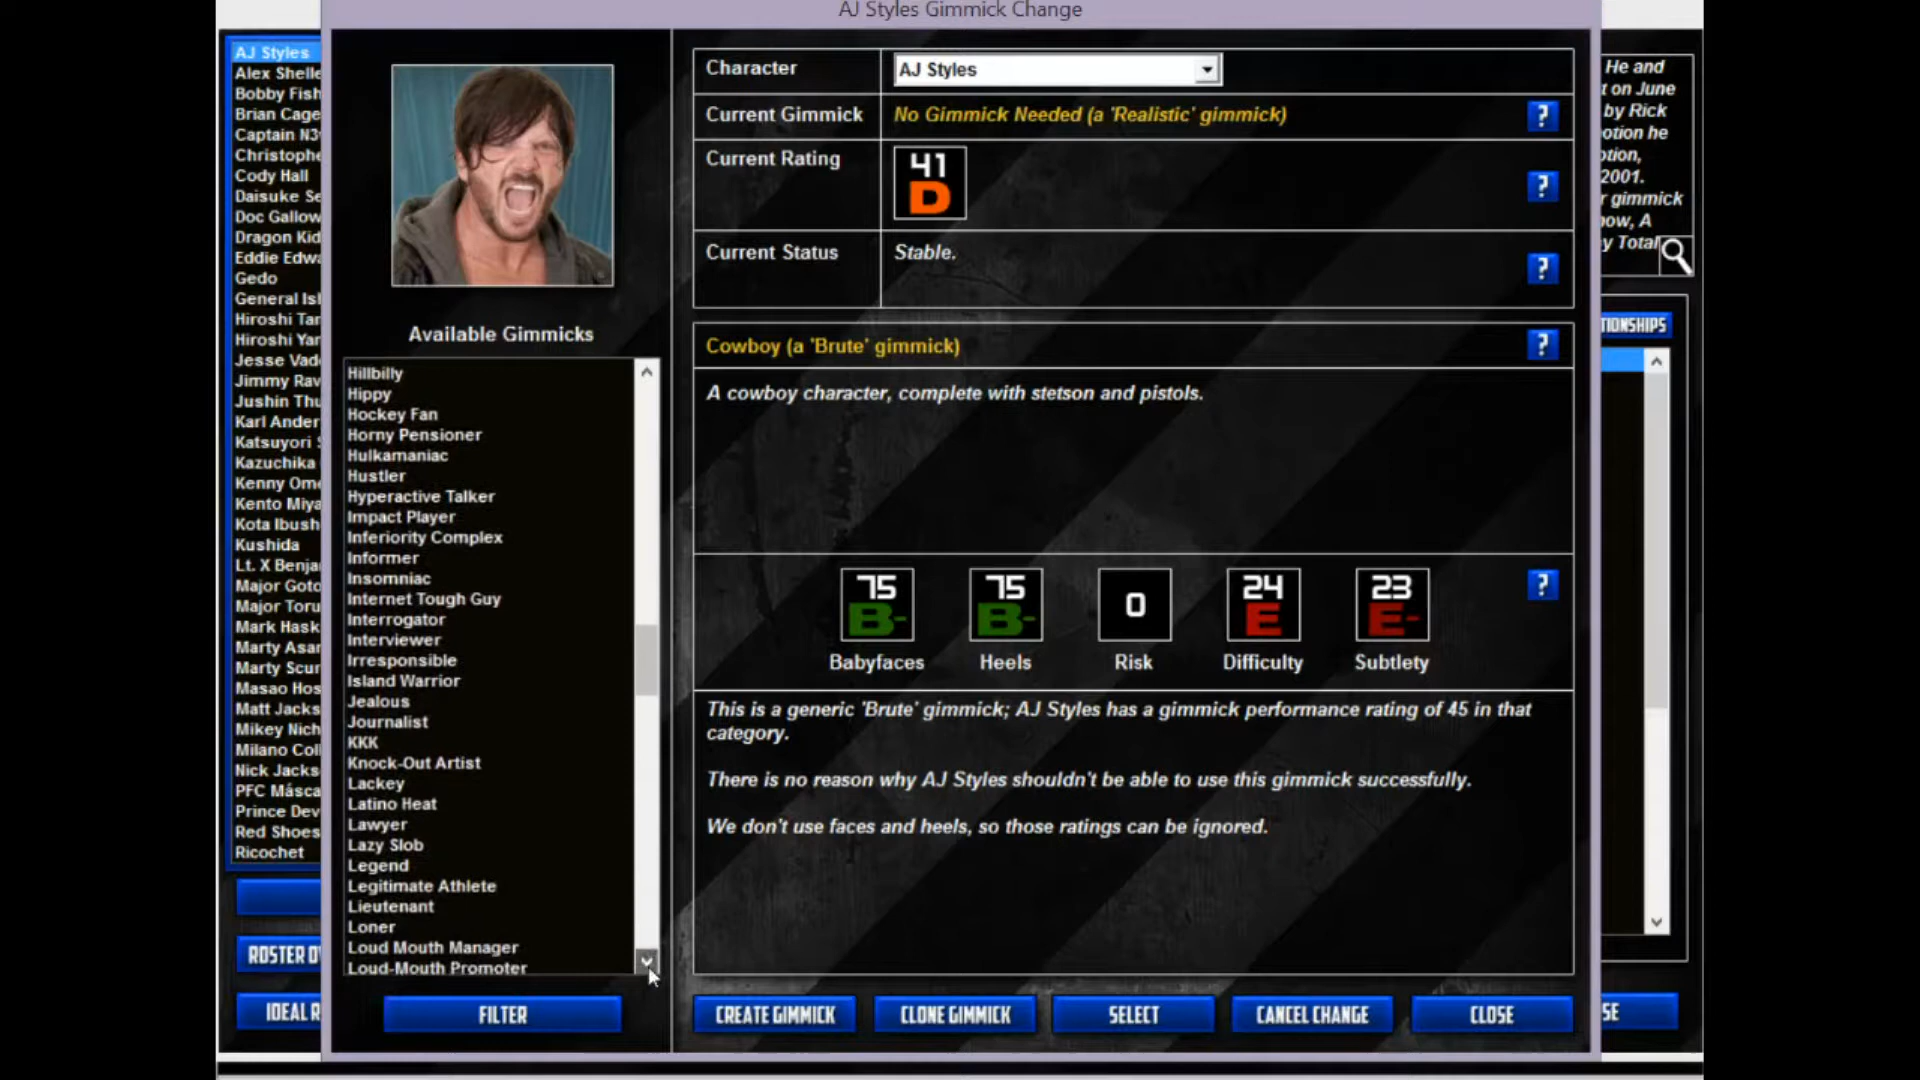 AJ Styles Gimmick Change
AJ Styles
Alex Shelle
Bobby Fish
Brian Cage
Captain N3
Christophe
Cody Hall
Daisuke Se
Doc Gallow
Dragon Kid
Eddie Edwa
Gedo
General Isl
Hiroshi Tar
Hiroshi Yar
Jesse Vad
Jimmy Rav
Jushin Thu
Karl Ander
Katsuyori
Kazuchika
Kenny Ome
Kento Miya
Kota Ibush
Kushida
Lt. X Benja
Major Goto
Major Toru
Mark Hask
Marty Asar
Marty Scur
Masao Hos
Matt Jacks
Mikey Nich
Milano Coll
Nick Jacks
PFC Másca
Prince Dev
Red Shoes
Ricochet
ROSTER O
IDEAL R
Available Gimmicks
Hillbilly
Hippy
Hockey Fan
Horny Pensioner
Hulkamaniac
Hustler
Hyperactive Talker
Impact Player
Inferiority Complex
Informer
Insomniac
Internet Tough Guy
Interrogator
Interviewer
Irresponsible
Island Warrior
Jealous
Journalist
KKK
Knock-Out Artist
Lackey
Latino Heat
Lawyer
Lazy Slob
Legend
Legitimate Athlete
Lieutenant
Loner
Loud Mouth Manager
Loud-Mouth Promoter
FILTER
Character AJ Styles
Current Gimmick No Gimmick Needed (a 'Realistic' gimmick) ?
Current Rating 41 D ?
Current Status Stable. ?
Cowboy (a 'Brute' gimmick) ?
A cowboy character, complete with stetson and pistols.
75 75 0 24 23 ?
B- B- E E-
Babyfaces Heels Risk Difficulty Subtlety
This is a generic 'Brute' gimmick; AJ Styles has a gimmick performance rating of 45 in that
category.
There is no reason why AJ Styles shouldn't be able to use this gimmick successfully.
We don't use faces and heels, so those ratings can be ignored.
CREATE GIMMICK CLONE GIMMICK SELECT CANCEL CHANGE CLOSE
He and
t on June
by Rick
otion he
otion,
2001.
r gimmick
now, A
y Total
TIONSHIPS
SE